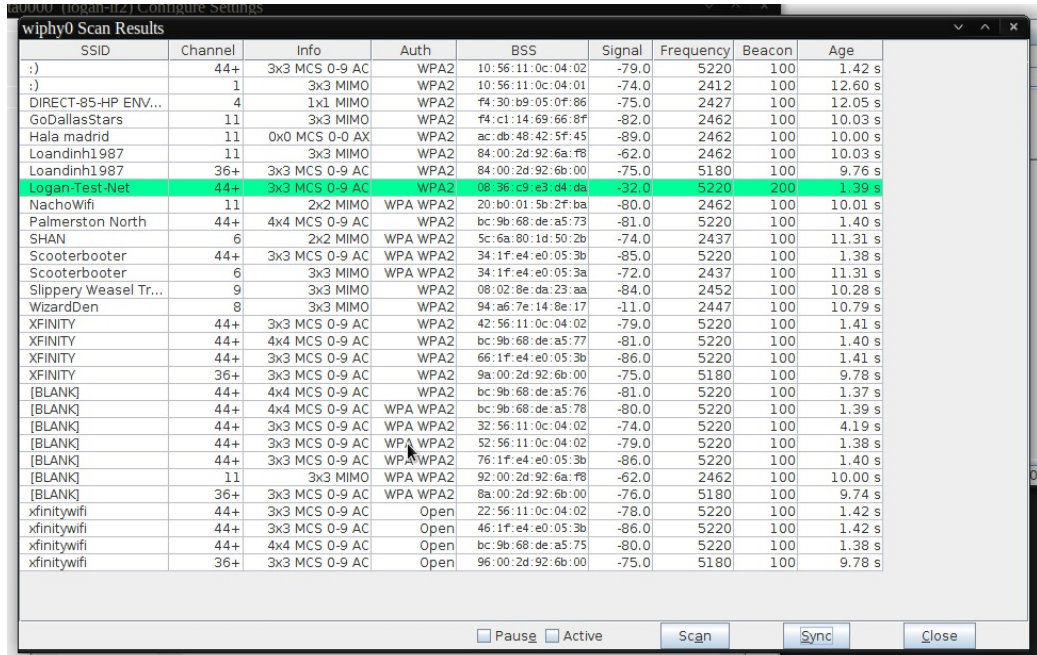 ta0000 (logan-if2) Configure Settings
wiphy0 Scan Results
SSID Channel Info Auth BSS Signal Frequency Beacon Age
:) 44+ 3x3 MCS 0-9 AC WPA2 10:56:11:0c:04:02 -79.0 5220 100 1.42 s
:) 1 3x3 MIMO WPA2 10:56:11:0c:04:01 -74.0 2412 100 12.60 s
DIRECT-85-HP ENV... 4 1x1 MIMO WPA2 f4:30:b9:05:0f:86 -75.0 2427 100 12.05 s
GoDallasStars 11 3x3 MIMO WPA2 f4:c1:14:69:66:8f -82.0 2462 100 10.03 s
Hala madrid 11 0x0 MCS 0-0 AX WPA2 ac:db:48:42:5f:45 -89.0 2462 100 10.00 s
Loandinh1987 11 3x3 MIMO WPA2 84:00:2d:92:6a:f8 -62.0 2462 100 10.03 s
Loandinh1987 36+ 3x3 MCS 0-9 AC WPA2 84:00:2d:92:6b:00 -75.0 5180 100 9.76 s
Logan-Test-Net 44+ 3x3 MCS 0-9 AC WPA2 08:36:c9:e3:d4:da -32.0 5220 200 1.39 s
NachoWifi 11 2x2 MIMO WPA WPA2 20:b0:01:5b:2f:ba -80.0 2462 100 10.01 s
Palmerston North 44+ 4x4 MCS 0-9 AC WPA2 bc:9b:68:de:a5:73 -81.0 5220 100 1.40 s
SHAN 6 2x2 MIMO WPA WPA2 5c:6a:80:1d:50:2b -74.0 2437 100 11.31 s
Scooterbooter 44+ 3x3 MCS 0-9 AC WPA WPA2 34:1f:e4:e0:05:3b -85.0 5220 100 1.38 s
Scooterbooter 6 3x3 MIMO WPA WPA2 34:1f:e4:e0:05:3a -72.0 2437 100 11.31 s
Slippery Weasel Tr... 9 3x3 MIMO WPA2 08:02:8e:da:23:aa -84.0 2452 100 10.28 s
WizardDen 8 3x3 MIMO WPA2 94:a6:7e:14:8e:17 -11.0 2447 100 10.79 s
XFINITY 44+ 3x3 MCS 0-9 AC WPA2 42:56:11:0c:04:02 -79.0 5220 100 1.41 s
XFINITY 44+ 4x4 MCS 0-9 AC WPA2 bc:9b:68:de:a5:77 -81.0 5220 100 1.40 s
XFINITY 44+ 3x3 MCS 0-9 AC WPA2 66:1f:e4:e0:05:3b -86.0 5220 100 1.41 s
XFINITY 36+ 3x3 MCS 0-9 AC WPA2 9a:00:2d:92:6b:00 -75.0 5180 100 9.78 s
[BLANK] 44+ 4x4 MCS 0-9 AC WPA2 bc:9b:68:de:a5:76 -81.0 5220 100 1.37 s
[BLANK] 44+ 4x4 MCS 0-9 AC WPA WPA2 bc:9b:68:de:a5:78 -80.0 5220 100 1.39 s
[BLANK] 44+ 3x3 MCS 0-9 AC WPA WPA2 32:56:11:0c:04:02 -74.0 5220 100 4.19 s
[BLANK] 44+ 3x3 MCS 0-9 AC WPA WPA2 52:56:11:0c:04:02 -79.0 5220 100 1.38 s
[BLANK] 44+ 3x3 MCS 0-9 AC WPA WPA2 76:1f:e4:e0:05:3b -86.0 5220 100 1.40 s
[BLANK] 11 3x3 MIMO WPA WPA2 92:00:2d:92:6a:f8 -62.0 2462 100 10.00 s
[BLANK] 36+ 3x3 MCS 0-9 AC WPA WPA2 8a:00:2d:92:6b:00 -76.0 5180 100 9.74 s
xfinitywifi 44+ 3x3 MCS 0-9 AC Open 22:56:11:0c:04:02 -78.0 5220 100 1.42 s
xfinitywifi 44+ 3x3 MCS 0-9 AC Open 46:1f:e4:e0:05:3b -86.0 5220 100 1.42 s
xfinitywifi 44+ 4x4 MCS 0-9 AC Open bc:9b:68:de:a5:75 -80.0 5220 100 1.38 s
xfinitywifi 36+ 3x3 MCS 0-9 AC Open 96:00:2d:92:6b:00 -75.0 5180 100 9.78 s
Pause Active Scan Sync Close